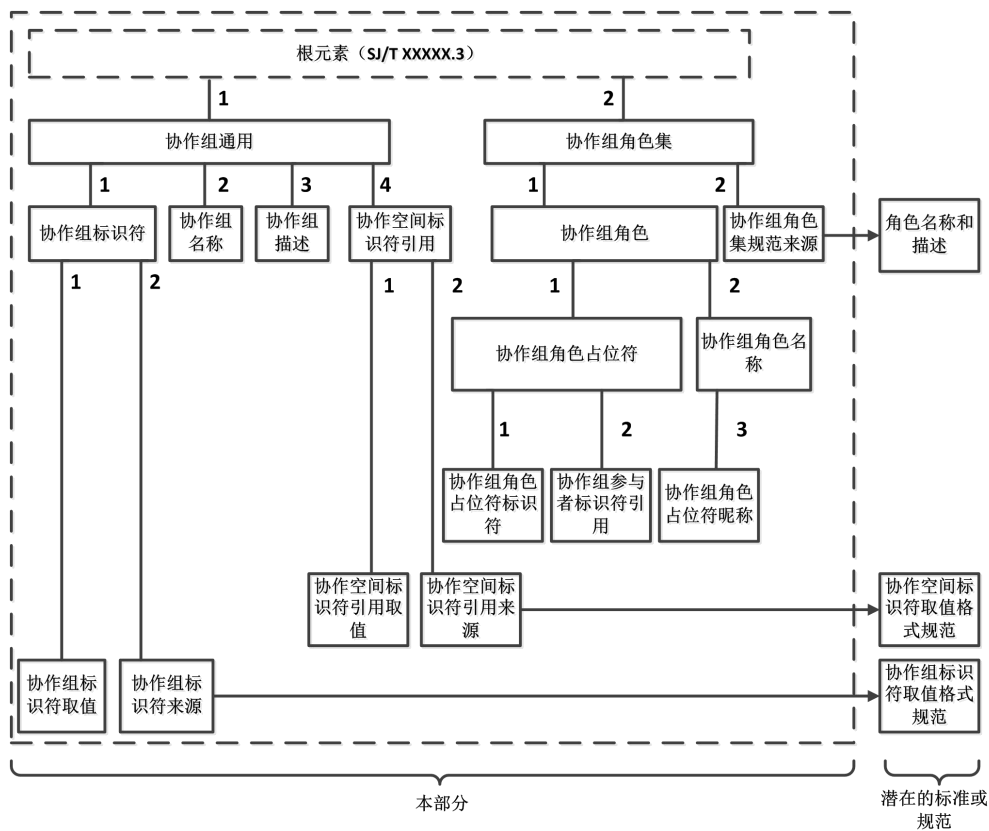 根元素（SJ/T XXXXX.3）
1
2
协作组通用
协作组角色集
1
2
3
4
1
2
协作组标识符
协作组
名称
协作组
描述
协作空间标
识符引用
协作组角色
协作组角色
集规范来源
角色名称和
描述
1
2
1
2
1
2
协作组角色占位符
协作组角色名
称
1
2
3
协作组角色
占位符标识
符
协作组参与
者标识符引
用
协作组角色
占位符昵称
协作空间标
识符引用取
值
协作空间标
识符引用来
源
协作空间标
识符取值格
式规范
协作组标
识符取值
协作组标
识符来源
协作组标识
符取值格式
规范
本部分
潜在的标准或
规范